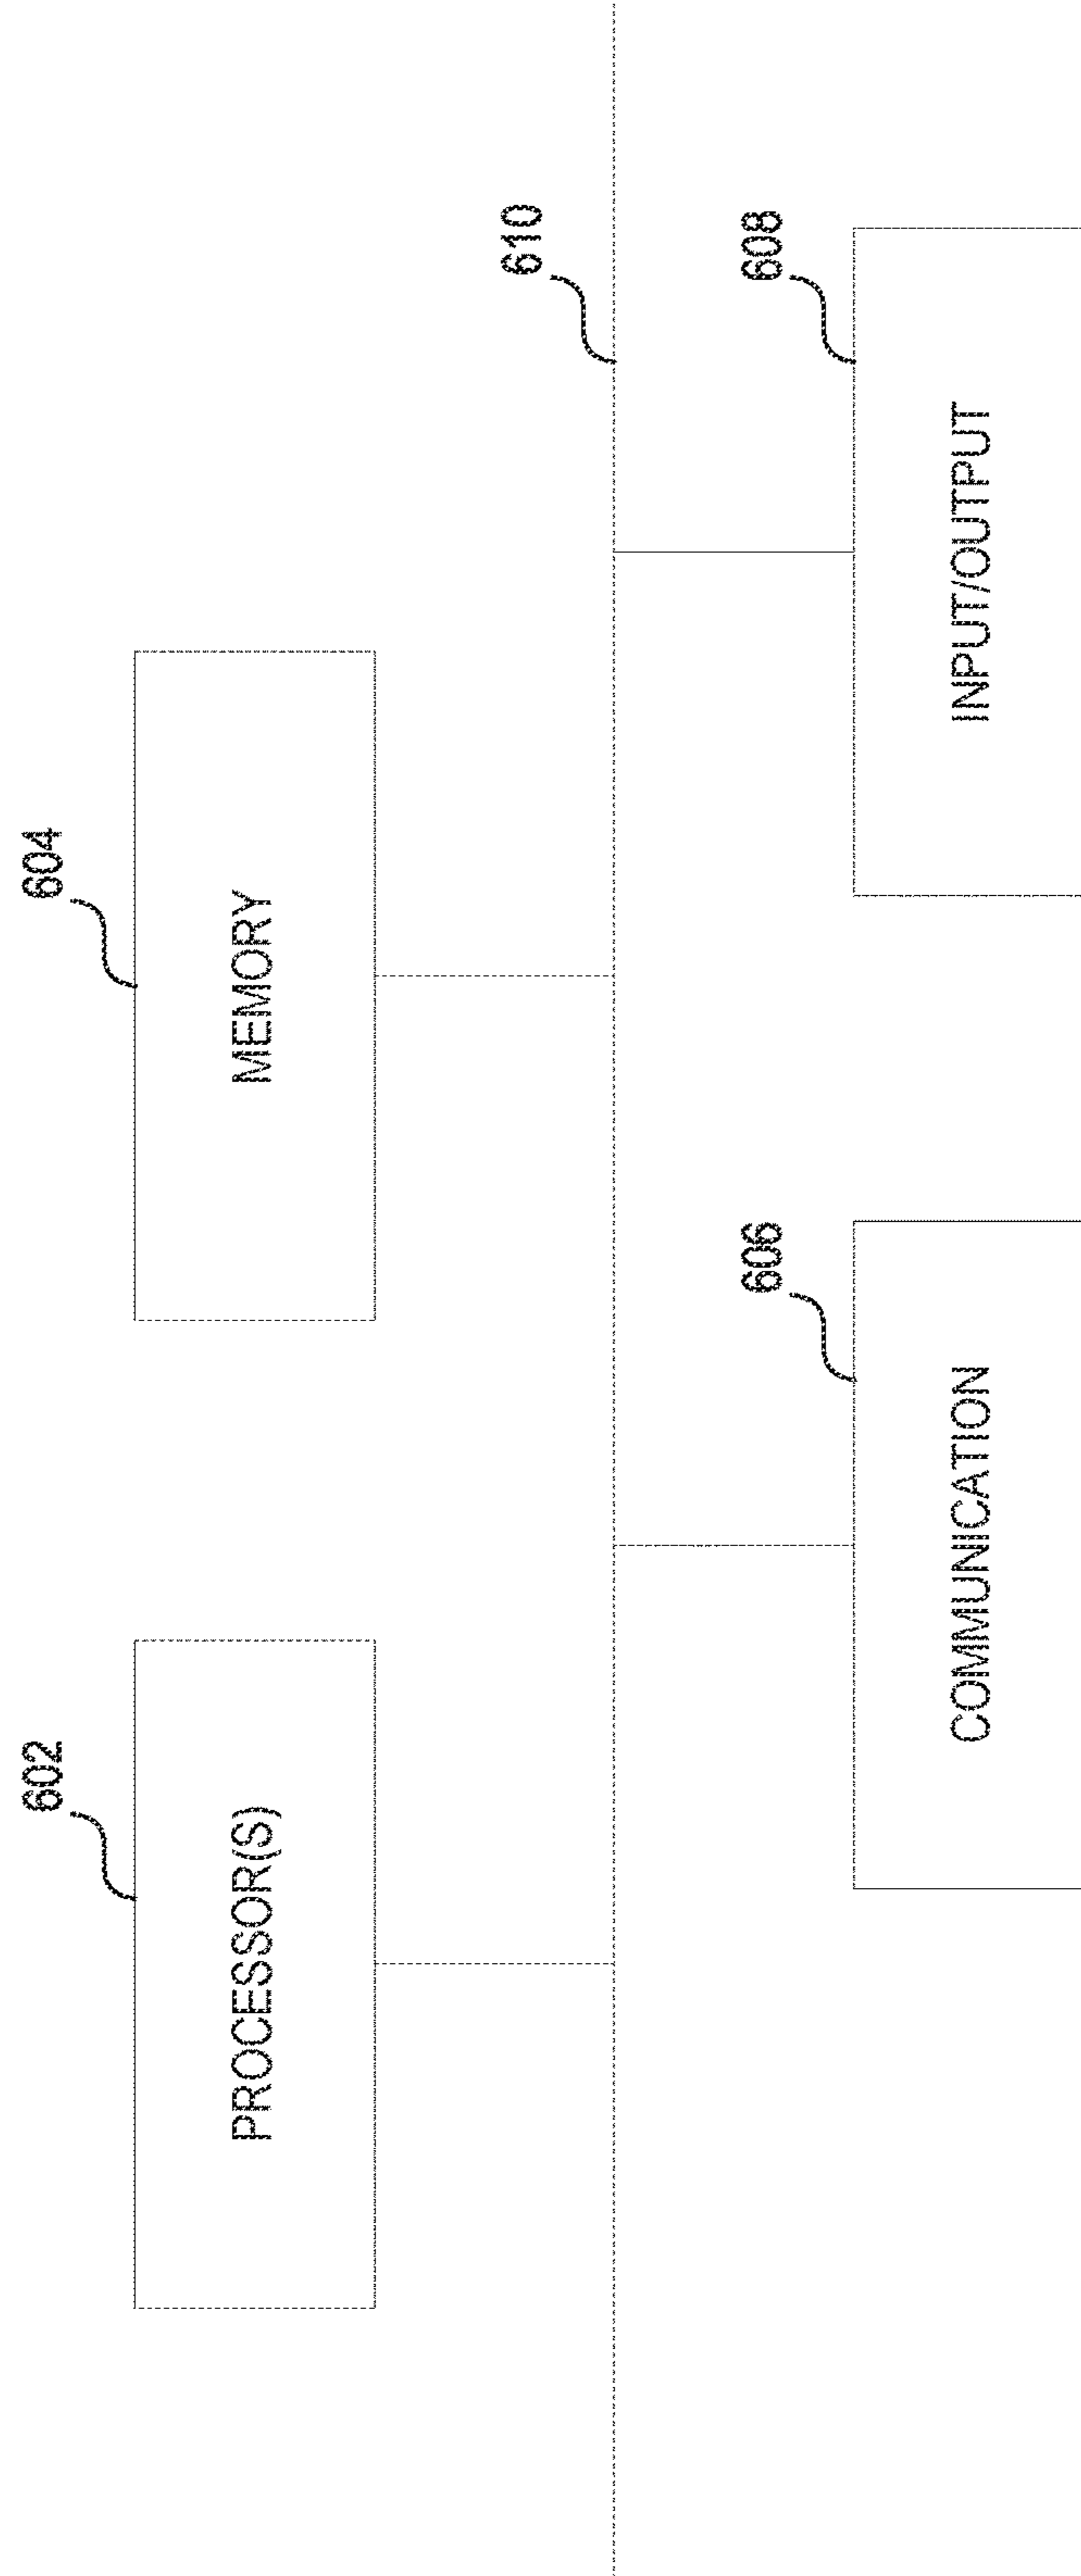 602
PROCESSOR(S)
604
MEMORY
610
606
COMMUNICATION
608
INPUT/OUTPUT